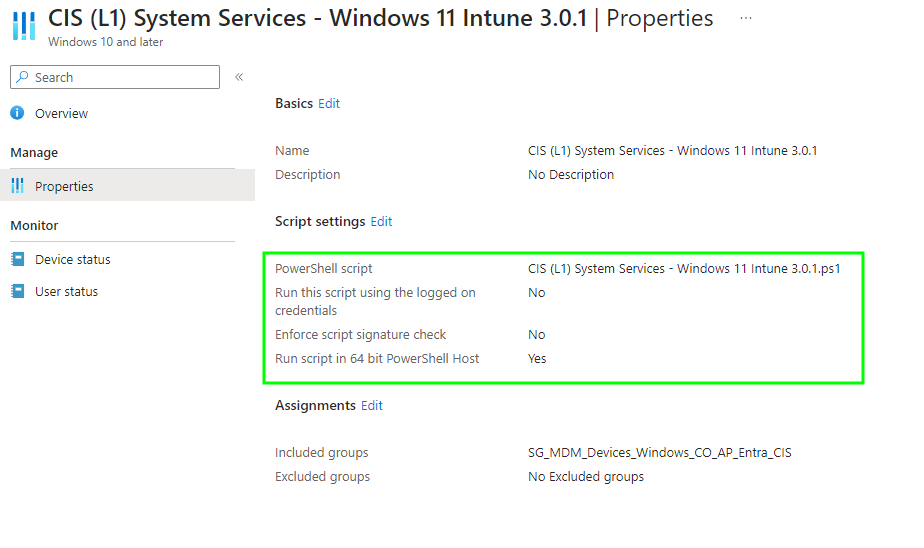 CIS (L1) System Services - Windows 11 Intune 3.0.1 | Properties ...
Windows 10 and later
Search «
Overview
Manage
Properties
Monitor
Device status
User status
Basics Edit
Name CIS (L1) System Services - Windows 11 Intune 3.0.1
Description No Description
Script settings Edit
PowerShell script CIS (L1) System Services - Windows 11 Intune 3.0.1.ps1
Run this script using the logged on No
credentials
Enforce script signature check No
Run script in 64 bit PowerShell Host Yes
Assignments Edit
Included groups SG_MDM_Devices_Windows_CO_AP_Entra_CIS
Excluded groups No Excluded groups